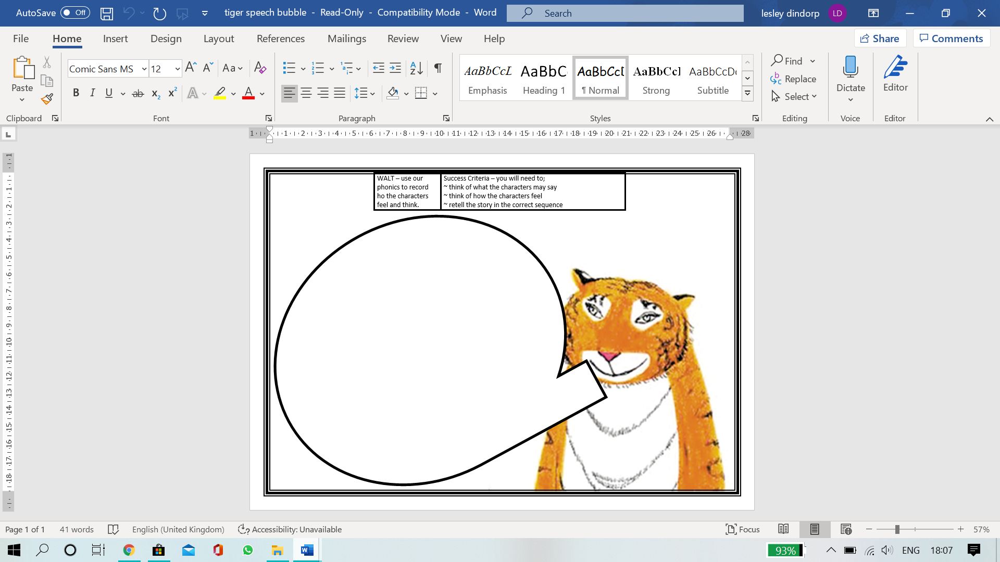 AutoSave Off tiger speech bubble - Read-Only - Compatibility Mode - Word Search lesley dindorp LD
File Home Insert Design Layout References Mailings Review View Help Share Comments
Comic Sans MS 12 Aa
Paste
B I U ab x2 x2 A A
Clipboard Font Paragraph Styles Editing Voice Editor
AaBbCcL AaBbC AaBbCcD AaBbCcI AaBbCcD
Emphasis Heading 1 ¶ Normal Strong Subtitle
Find
Replace
Select
Dictate
Editor
1 1 2 3 4 5 6 7 8 9 10 11 12 13 14 15 16 17 18 19 20 21 22 23 24 25 26 28
1 1 2 3 4 5 6 7 8 9 10 11 12 13 14 15 16 17 18
WALT – use our
phonics to record
ho the characters
feel and think.
Success Criteria – you will need to;
~ think of what the characters may say
~ think of how the characters feel
~ retell the story in the correct sequence
Page 1 of 1 41 words English (United Kingdom) Accessibility: Unavailable Focus 57%
93% ENG 18:07